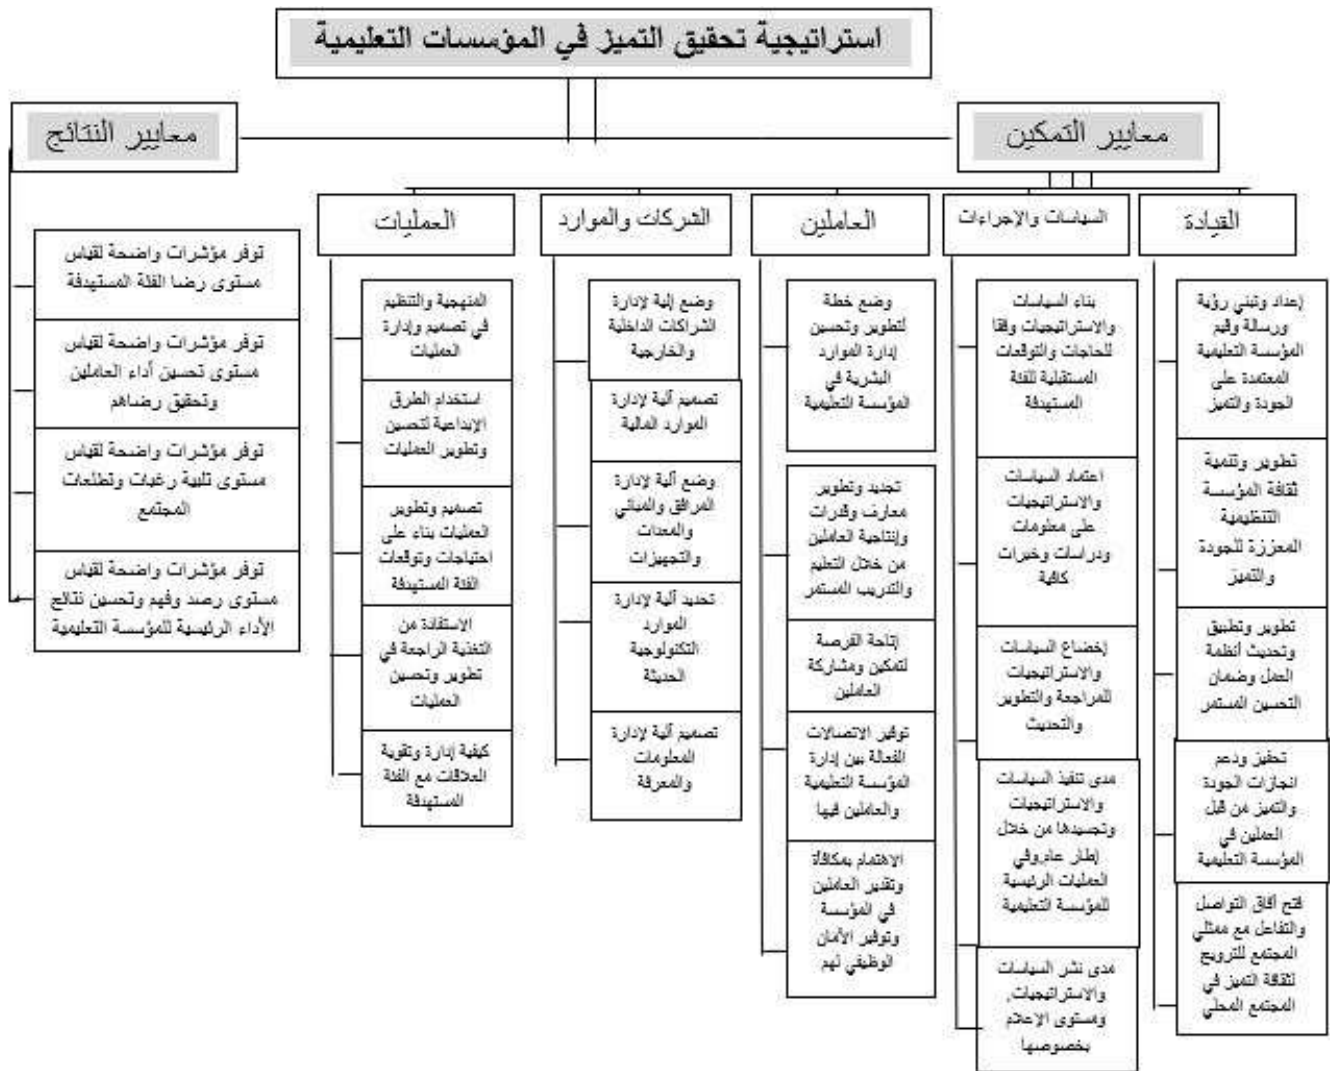 استراتيجية تحقيق التميز في المؤسسات التعليمية
معايير التمكين
معايير النتائج
القيادة
إعداد وتبني رؤية
ورسالة وقيم
المؤسسة التعليمية
المعتمدة على
الجودة والتميز
تطوير وتنمية
ثقافة المؤسسة
التنظيمية
المعززة للجودة
والتميز
تطوير وتطبيق
وتحديث أنظمة
العمل وضمان
التحسين المستمر
تحفيز ودعم
انجازات الجودة
والتميز من قبل
العملين في
المؤسسة التعليمية
فتح آفاق التواصل
والتفاعل مع ممثلي
المجتمع للترويج
لثقافة التميز في
المجتمع المحلي
السياسات والإجراءات
بناء السياسات
والاستراتيجيات وفقا
للحاجات والتوقعات
المستقبلية للفئة
المستهدفة
اعتماد السياسات
والاستراتيجيات
على معلومات
ودراسات وخبرات
كافية
إخضاع السياسات
والاستراتيجيات
للمراجعة والتطوير
والتحديث
مدى تنفيذ السياسات
والاستراتيجيات
وتجسيدها من خلال
إطار عام,وفي
العمليات الرئيسية
للمؤسسة التعليمية
مدى نشر السياسات
والاستراتيجيات,
ومستوى الإعلام
بخصوصها
العاملين
وضع خطة
لتطوير وتحسين
إدارة الموارد
البشرية في
المؤسسة التعليمية
تجديد وتطوير
معارف وقدرات
وإنتاجية العاملين
من خلال التعليم
والتدريب المستمر
إتاحة الفرصة
لتمكين ومشاركة
العاملين
توفير الاتصالات
الفعالة بين إدارة
المؤسسة التعليمية
والعاملين فيها
الاهتمام بمكافأة
وتقدير العاملين
في المؤسسة
وتوفير الأمان
الوظيفي لهم
الشركات والموارد
وضع إلية لإدارة
الشراكات الداخلية
والخارجية
تصميم آلية لإدارة
الموارد المالية
وضع آلية لإدارة
المرافق والمباني
والمعدات
والتجهيزات
تحديد آلية لإدارة
الموارد
التكنولوجية
الحديثة
تصميم آلية لإدارة
المعلومات
والمعرفة
العمليات
المنهجية والتنظيم
في تصميم وإدارة
العمليات
استخدام الطرق
الإبداعية لتحسين
وتطوير العمليات
تصميم وتطوير
العمليات بناء على
احتياجات وتوقعات
الفئة المستهدفة
الاستفادة من
التغذية الراجعة في
تطوير وتحسين
العمليات
كيفية إدارة وتقوية
العلاقات مع الفئة
المستهدفة
توفر مؤشرات واضحة لقياس
مستوى رضا الفئة المستهدفة
توفر مؤشرات واضحة لقياس
مستوى تحسين أداء العاملين
وتحقيق رضاهم
توفر مؤشرات واضحة لقياس
مستوى تلبية رغبات وتطلعات
المجتمع
توفر مؤشرات واضحة لقياس
مستوى رصد وفهم وتحسين نتائج
الأداء الرئيسية للمؤسسة التعليمية